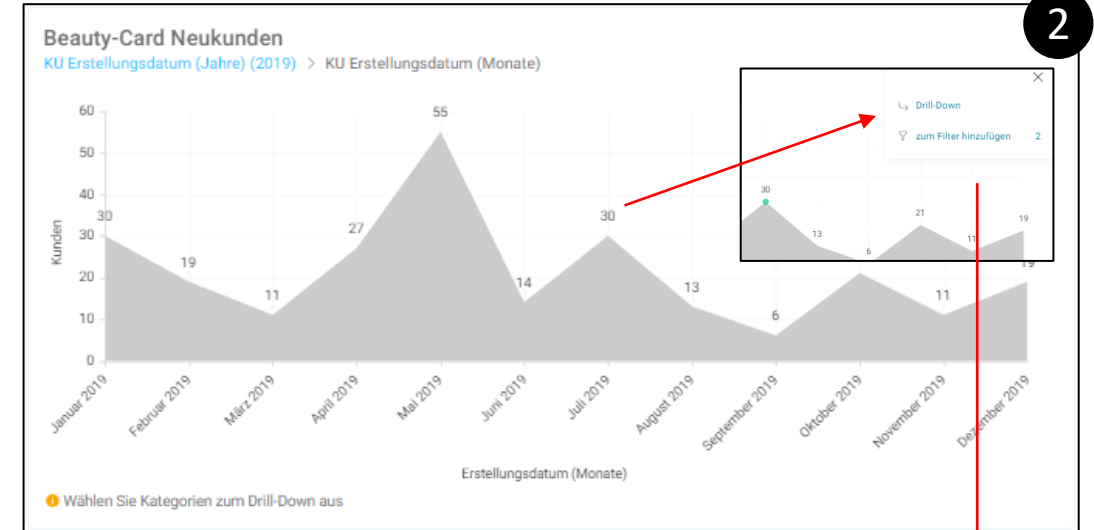 2
Beauty-Card Neukunden
KU Erstellungsdatum (Jahre) (2019) > KU Erstellungsdatum (Monate)
Drill-Down
zum Filter hinzufügen 2
30
13
6
21
11
19
Kunden
60
50
40
30
20
10
0
30
19
11
27
55
14
30
13
6
11
19
Januar 2019
Februar 2019
März 2019
April 2019
Mai 2019
Juni 2019
Juli 2019
August 2019
September 2019
Oktober 2019
November 2019
Dezember 2019
Erstellungsdatum (Monate)
Wählen Sie Kategorien zum Drill-Down aus